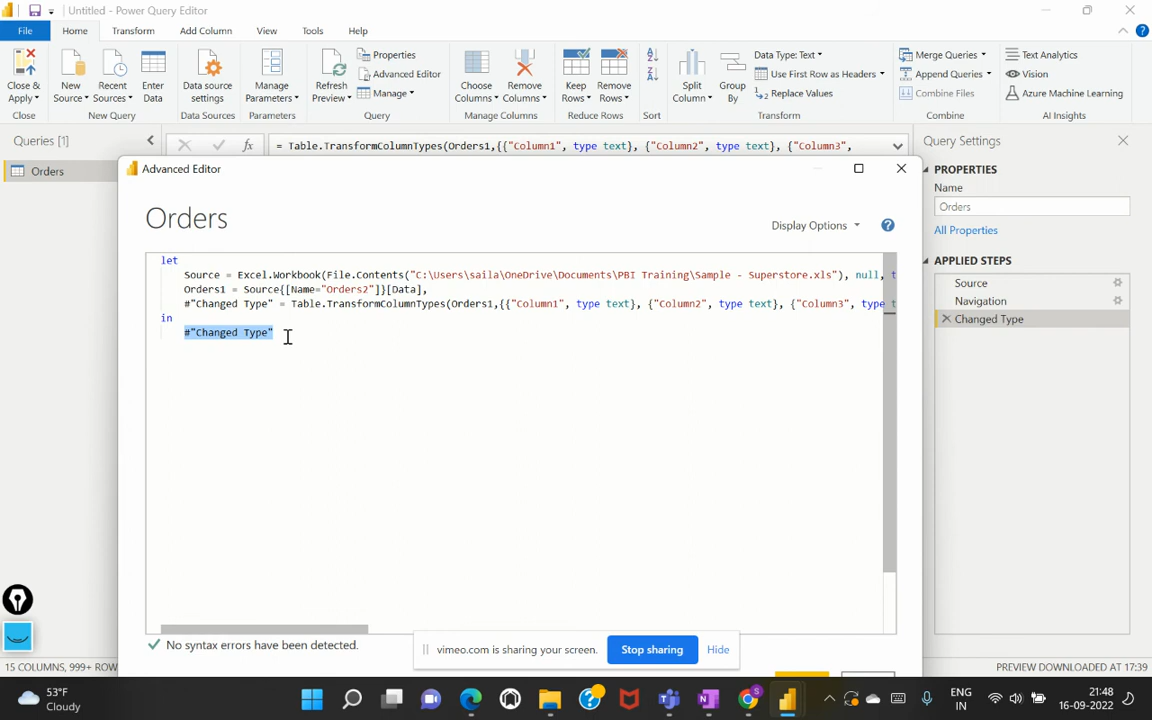 Untitled - Power Query Editor
File
Home
Transform
Add Column
View
Tools
Help
Close &
Apply
Close
New
Source
Recent
Sources
Enter
Data
New Query
Data source
settings
Data Sources
Manage
Parameters
Parameters
Refresh
Preview
Properties
Advanced Editor
Manage
Query
Choose
Columns
Remove
Columns
Manage Columns
Keep
Rows
Remove
Rows
Reduce Rows
Sort
Split
Column
Group
By
Data Type: Text
Use First Row as Headers
Replace Values
Transform
Merge Queries
Append Queries
Combine Files
Combine
Text Analytics
Vision
Azure Machine Learning
AI Insights
Queries [1]
fx
= Table.TransformColumnTypes(Orders1,{{"Column1", type text}, {"Column2", type text}, {"Column3",
Orders
Advanced Editor
Orders
Display Options
let
Source = Excel.Workbook(File.Contents("C:\Users\saila\OneDrive\Documents\PBI Training\Sample - Superstore.xls"), null, t
Orders1 = Source{[Name="Orders2"]}[Data],
#"Changed Type" = Table.TransformColumnTypes(Orders1,{{"Column1", type text}, {"Column2", type text}, {"Column3", type t
in
#"Changed Type"
No syntax errors have been detected.
Query Settings
PROPERTIES
Name
Orders
All Properties
APPLIED STEPS
Source
Navigation
Changed Type
vimeo.com is sharing your screen.
Stop sharing
Hide
15 COLUMNS, 999+ ROW
PREVIEW DOWNLOADED AT 17:39
53°F
Cloudy
ENG
IN
21:48
16-09-2022